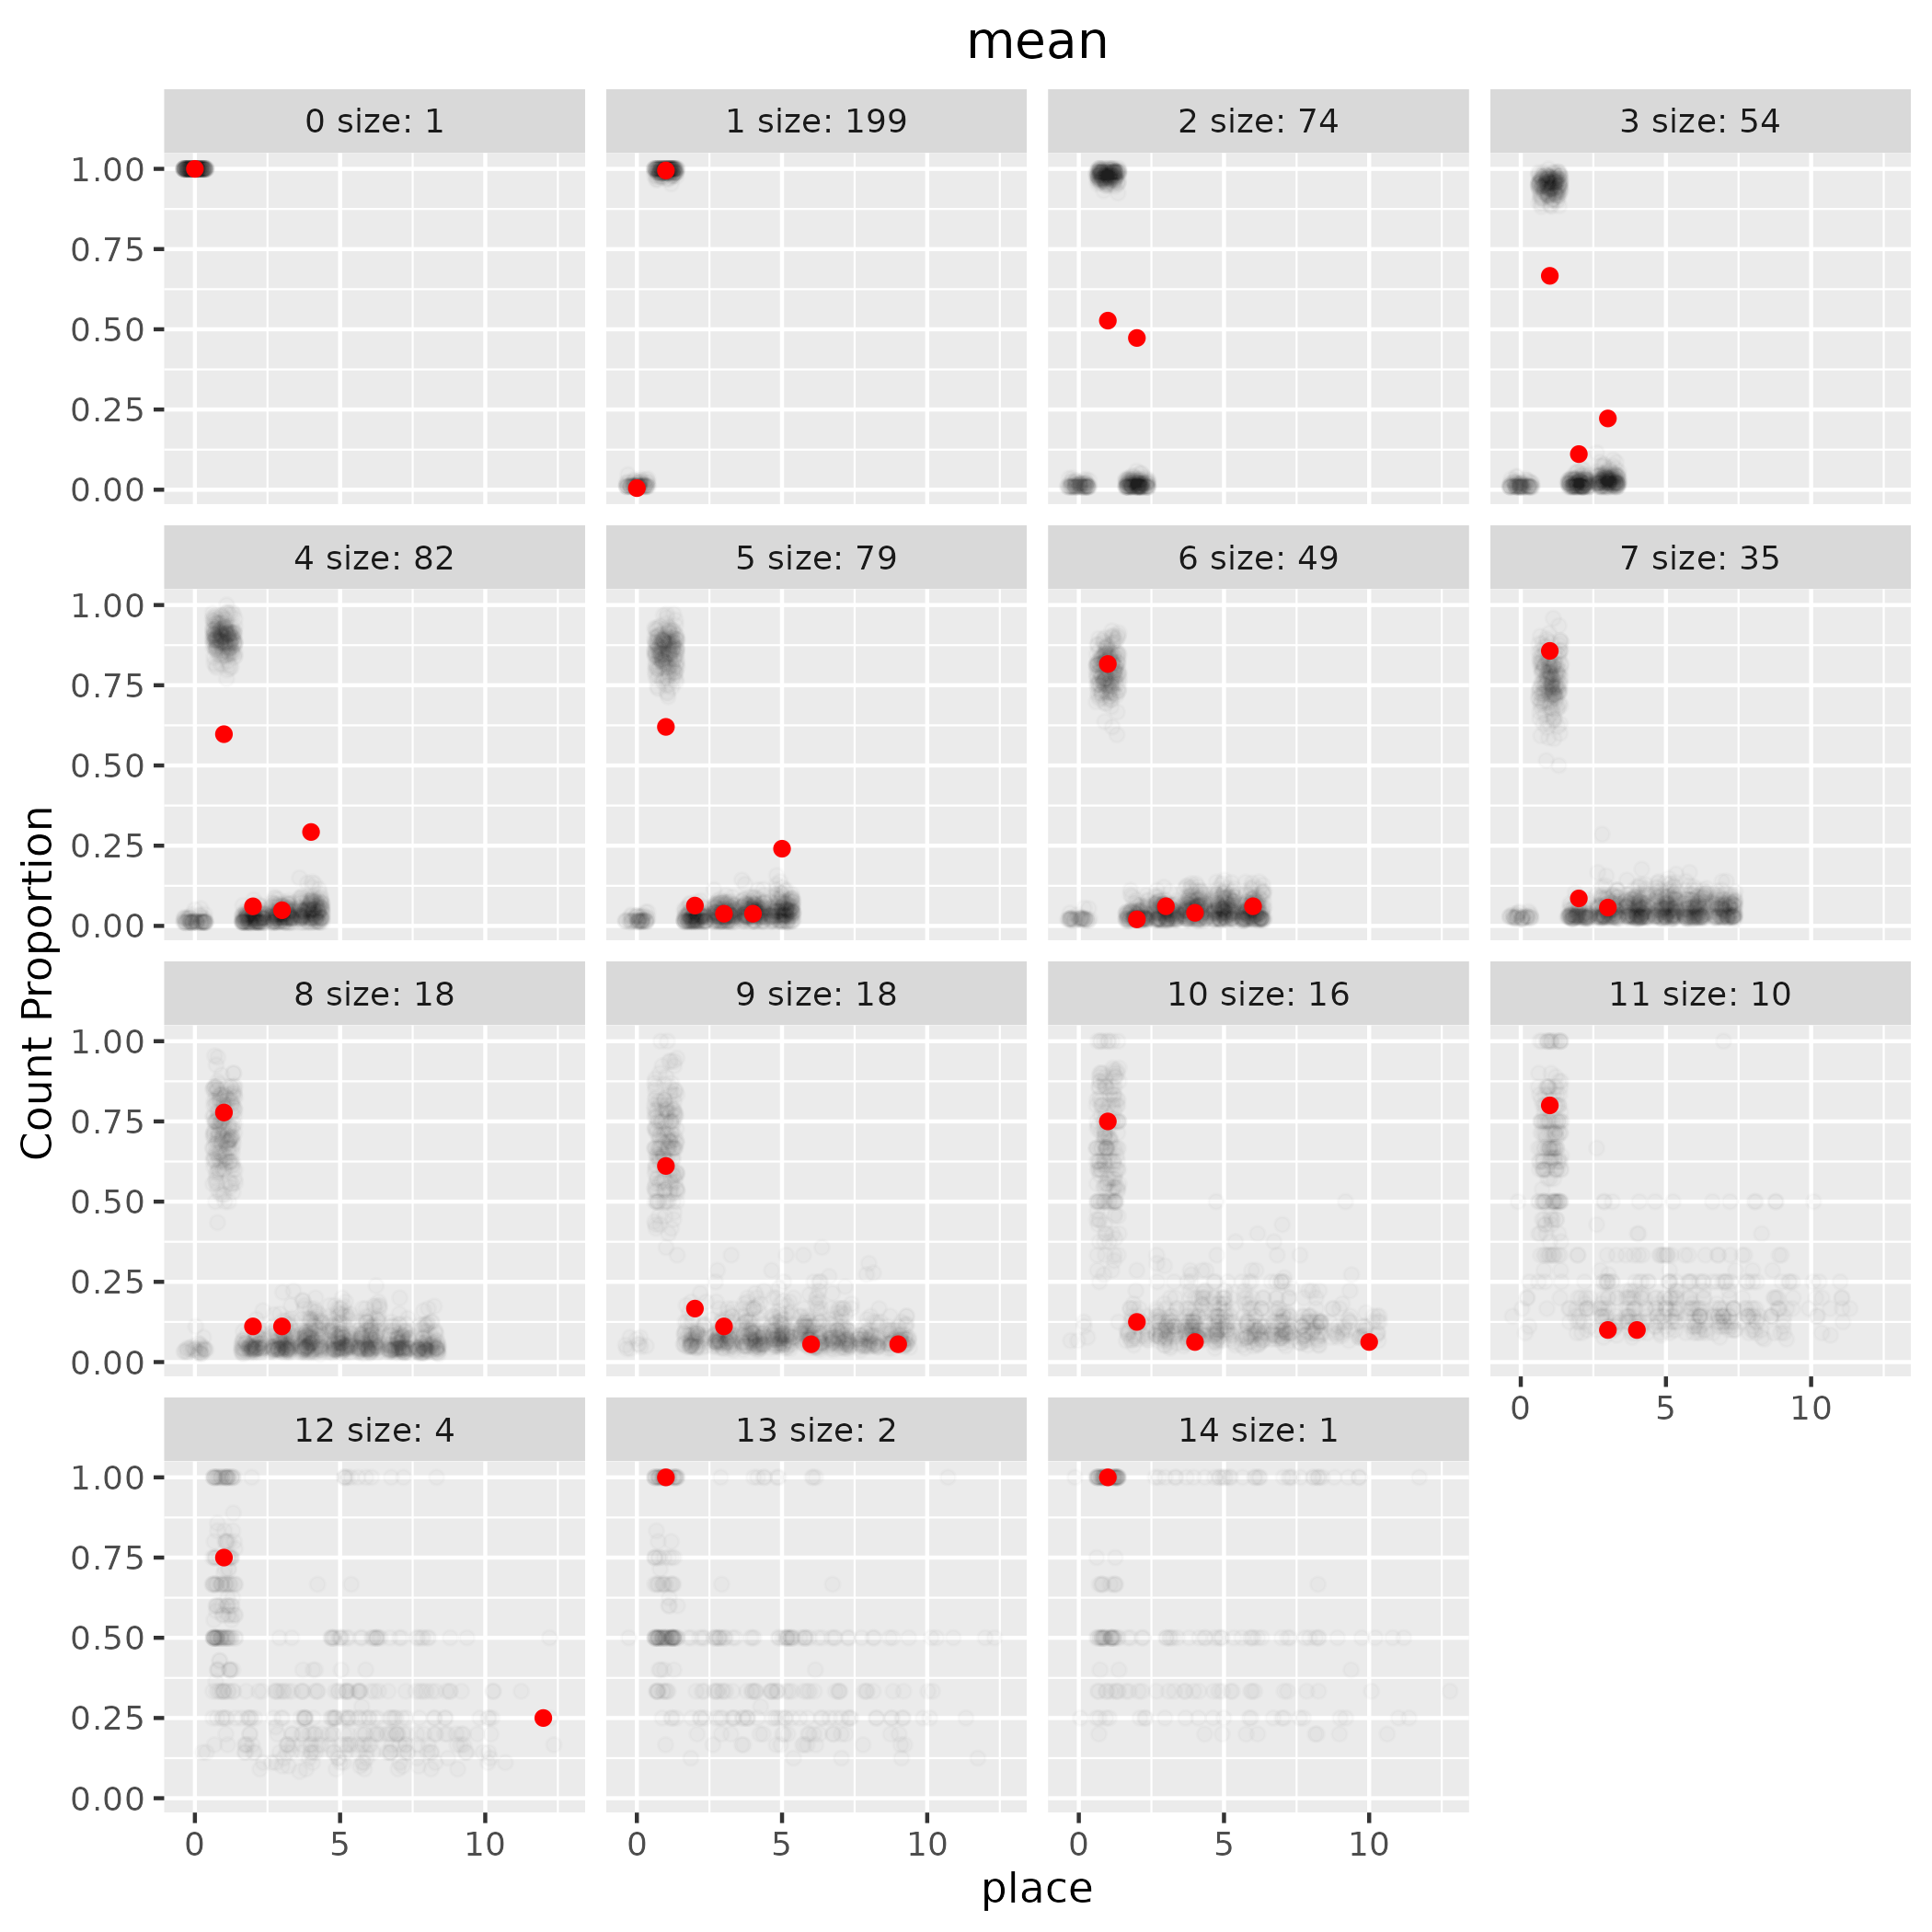 mean
0 size: 1
1 size: 199
2 size: 74
3 size: 54
1.00
0.75
0.50
0.25
0.00
4 size: 82
5 size: 79
6 size: 49
7 size: 35
1.00
0.75
0.50
0.25
0.00
Count Proportion
8 size: 18
9 size: 18
10 size: 16
11 size: 10
1.00
0.75
0.50
0.25
0.00
0 5 10
12 size: 4
13 size: 2
14 size: 1
1.00
0.75
0.50
0.25
0.00
0 5 10
0 5 10
0 5 10
place